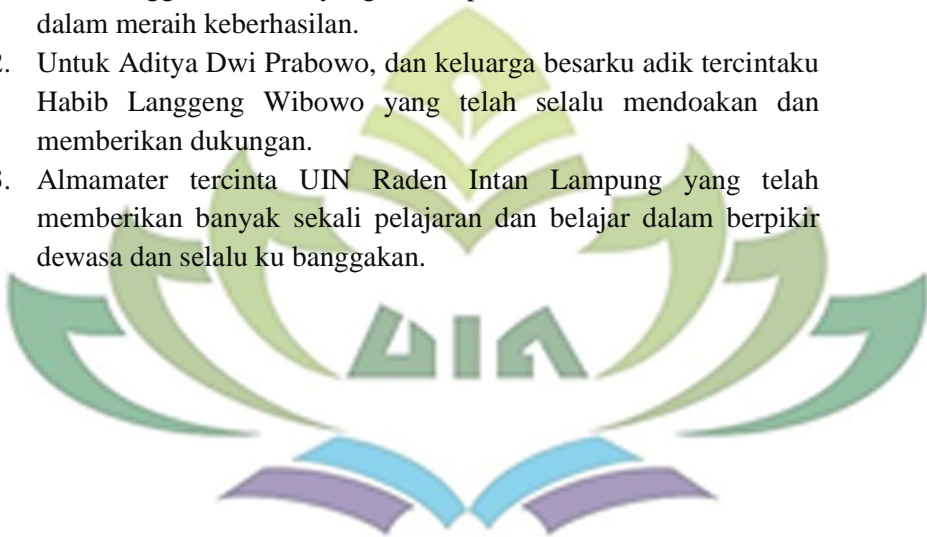 dalam meraih keberhasilan.
2. Untuk Aditya Dwi Prabowo, dan keluarga besarku adik tercintaku
Habib Langgeng Wibowo yang telah selalu mendoakan dan
memberikan dukungan.
3. Almamater tercinta UIN Raden Intan Lampung yang telah
memberikan banyak sekali pelajaran dan belajar dalam berpikir
dewasa dan selalu ku banggakan.
UIN